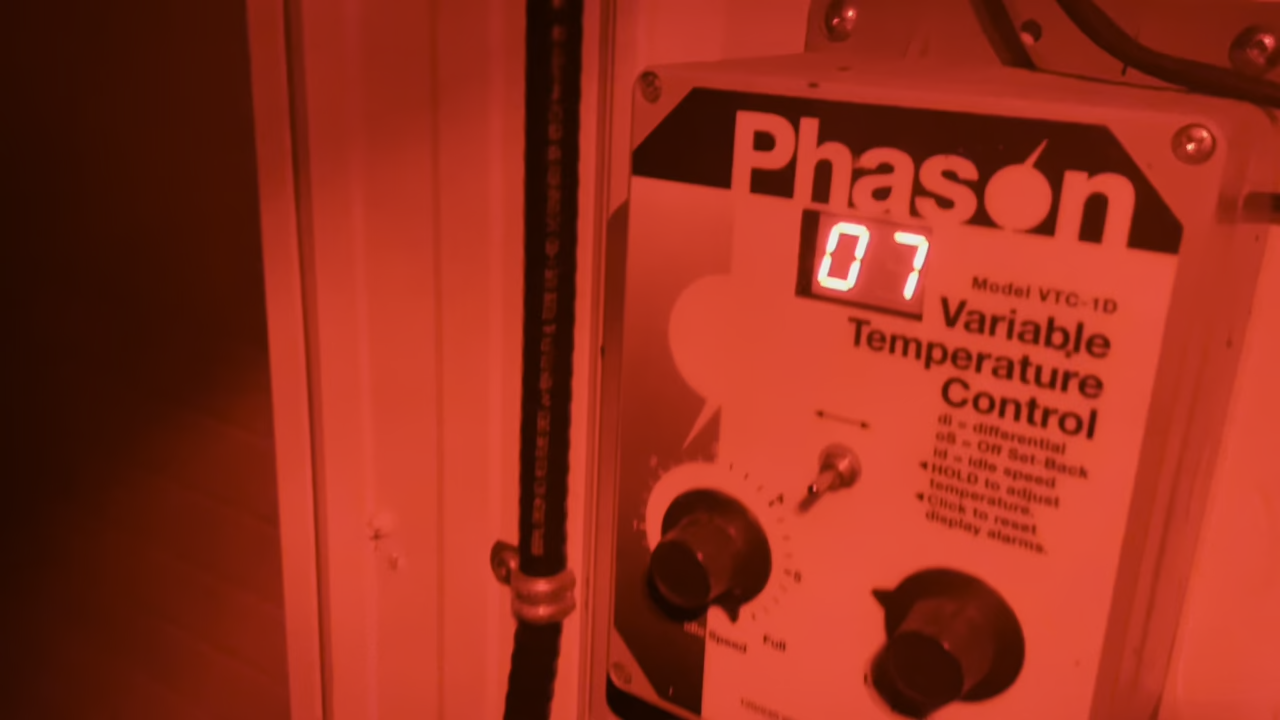 Phason
07
Model VTC-1D
Variable
Temperature
Control
di = differential
oS = Off Set-Back
id = idle speed
◄HOLD to adjust
temperature.
◄Click to reset
display alarms.
Idle Speed
Full